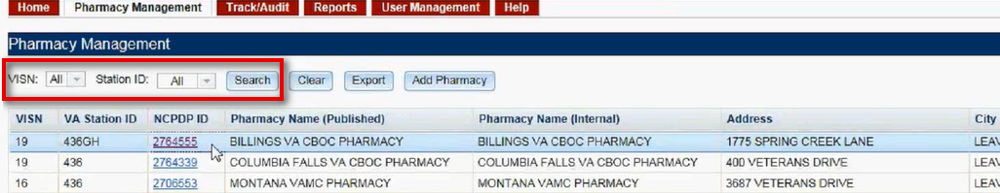 Home Pharmacy Management Track/Audit Reports User Management Help
Pharmacy Management
VISN: All Station ID: All Search Clear Export Add Pharmacy
VISN VA Station ID NCPDP ID Pharmacy Name (Published) Pharmacy Name (Internal) Address City
19 436GH 2764555 BILLINGS VA CBOC PHARMACY BILLINGS VA CBOC PHARMACY 1775 SPRING CREEK LANE LEAV
19 436 2764339 COLUMBIA FALLS VA CBOC PHARMACY COLUMBIA FALLS VA CBOC PHARMACY 400 VETERANS DRIVE LEAV
16 436 2706553 MONTANA VAMC PHARMACY MONTANA VAMC PHARMACY 3687 VETERANS DRIVE LEAV